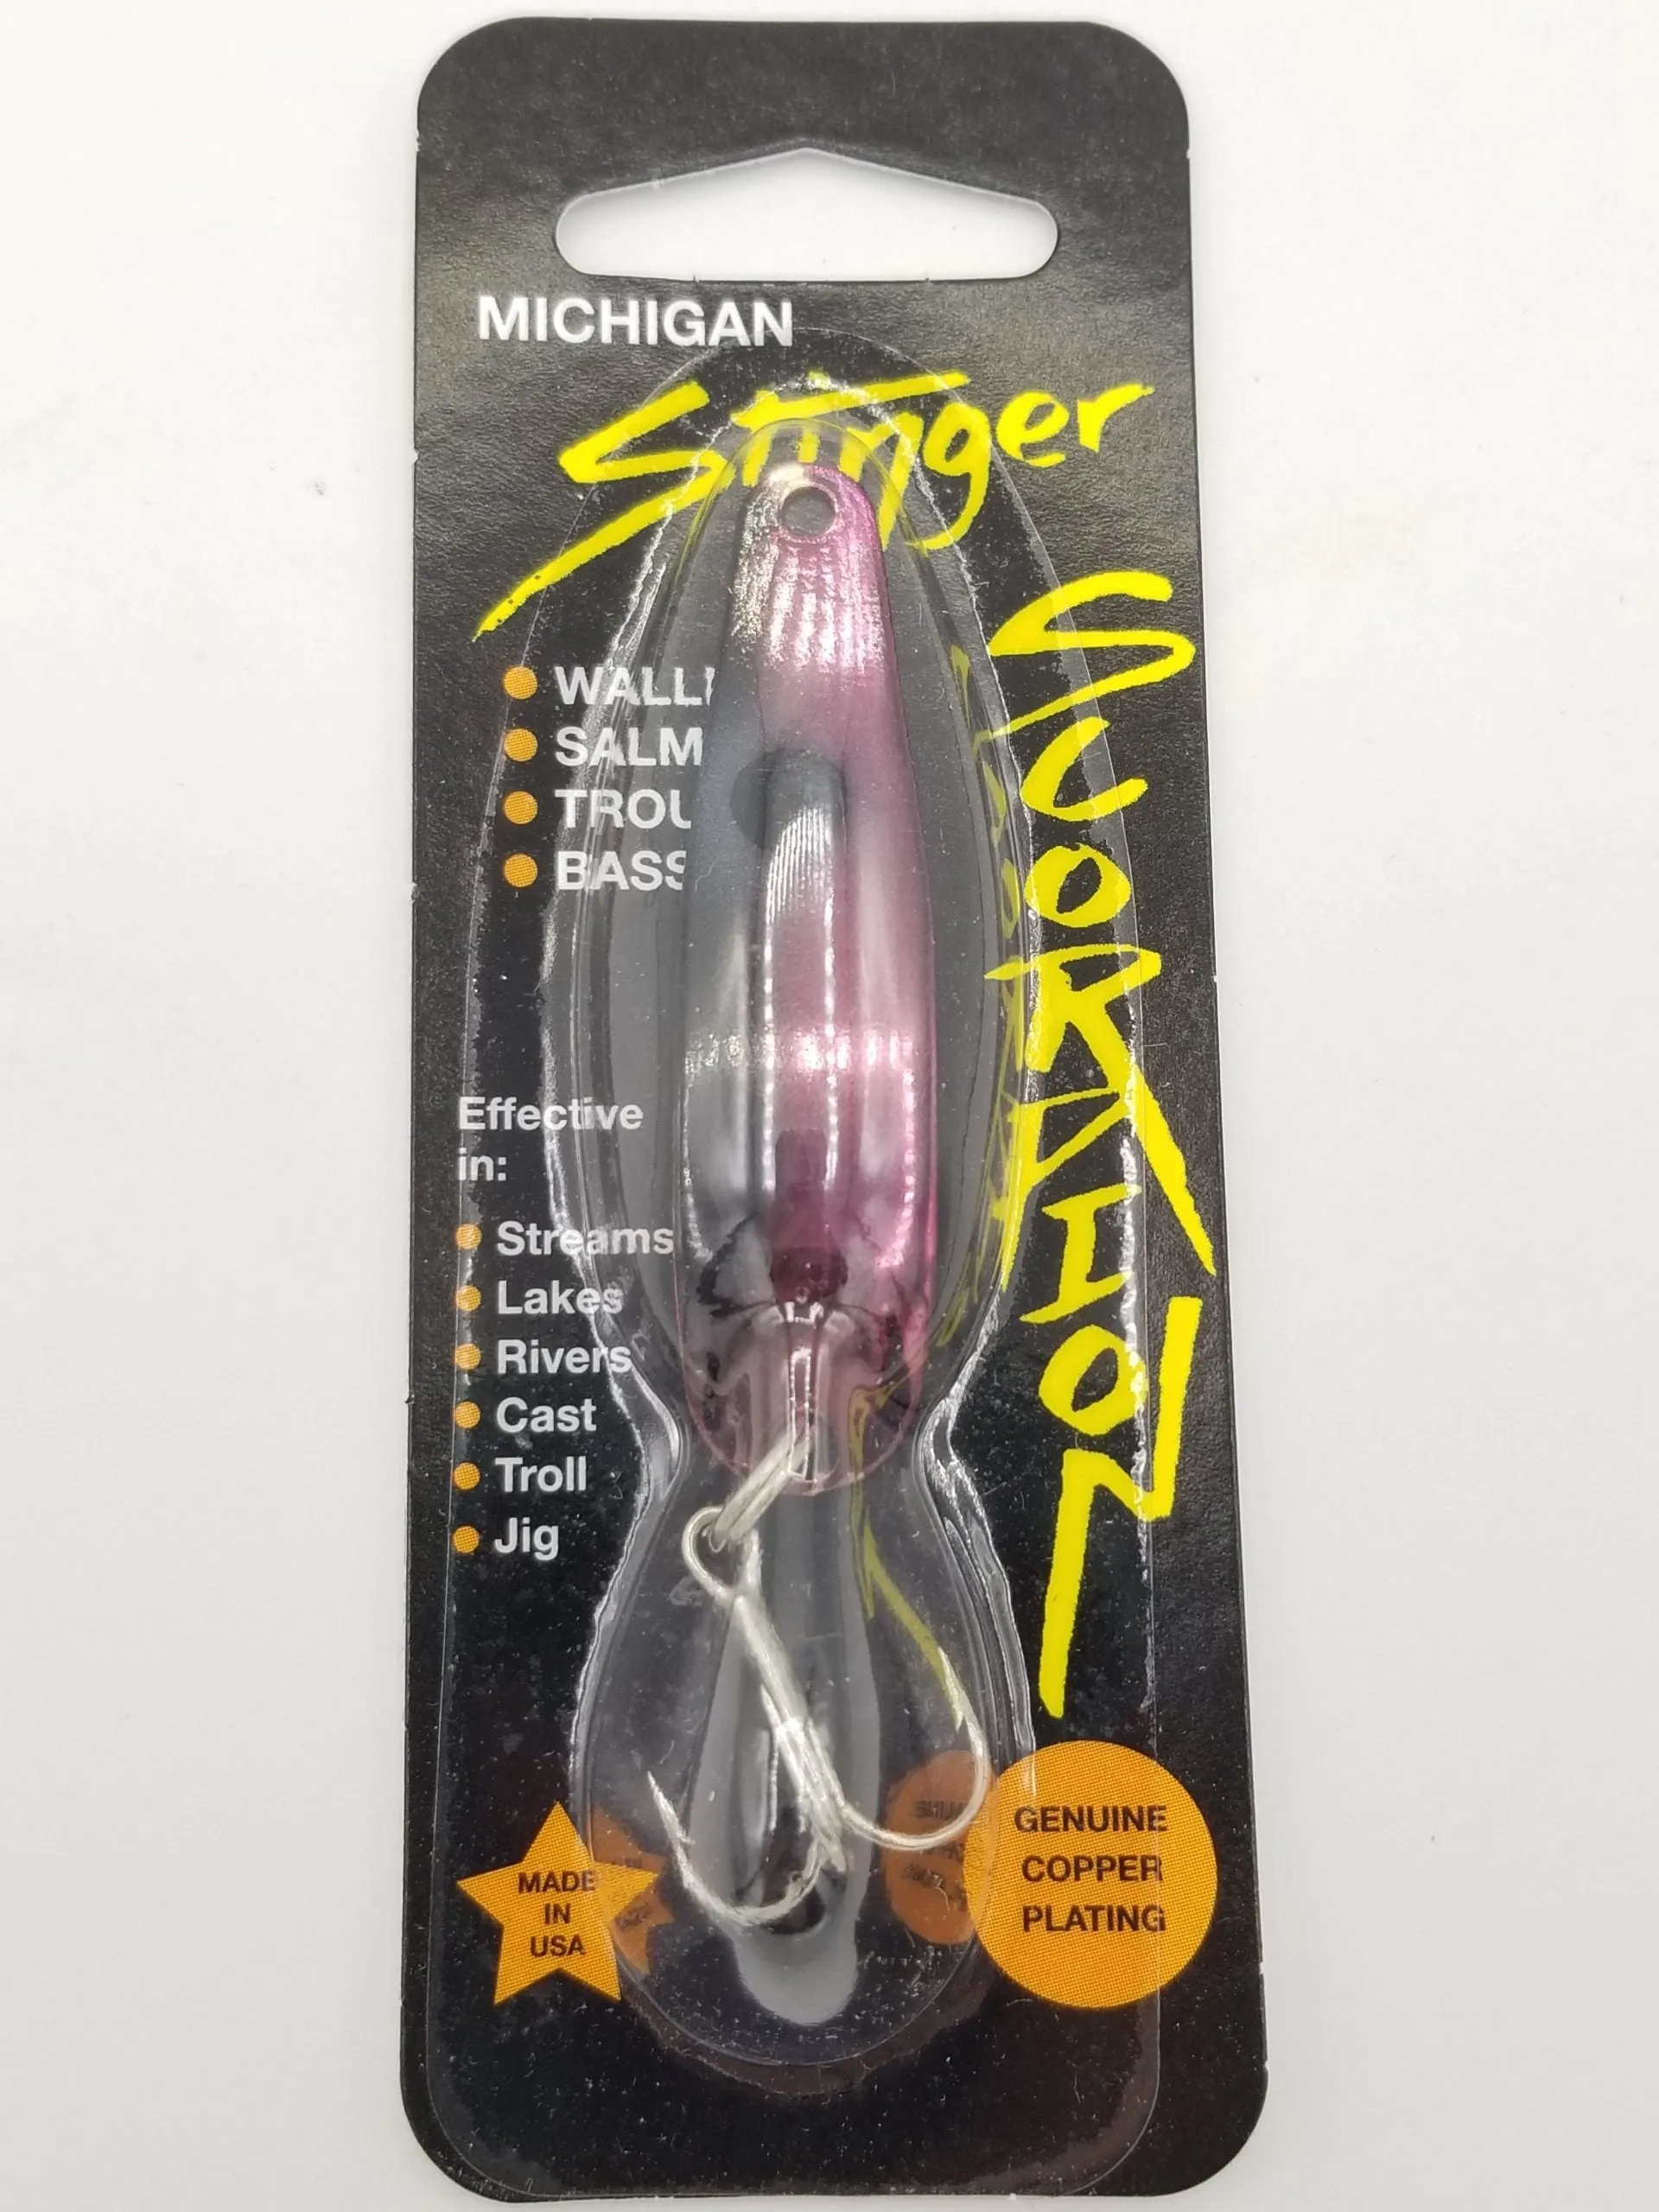 MICHIGAN
Stinger
SCORPION
WALL
SALM
TROU
BASS
Effective
in:
Streams
Lakes
Rivers
Cast
Troll
Jig
MADE
IN
USA
GENUINE
COPPER
PLATING